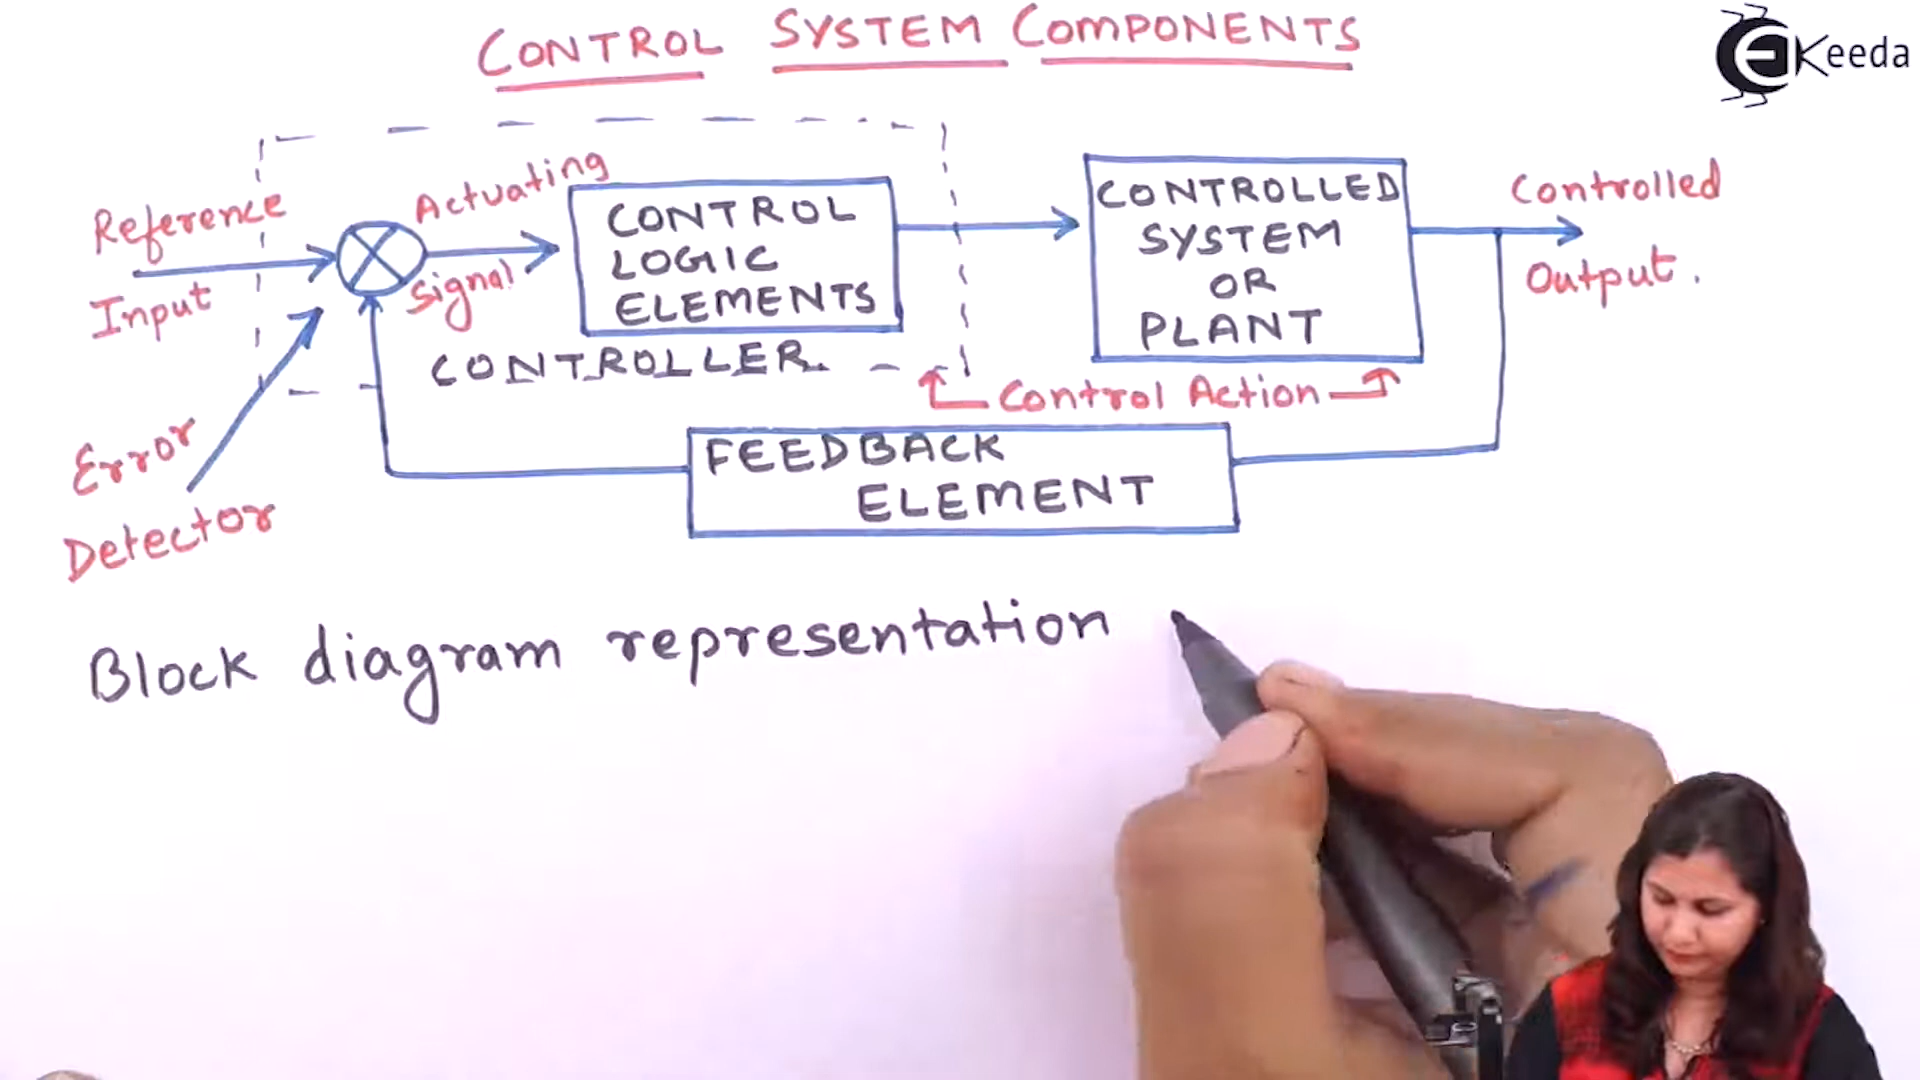 CONTROL SYSTEM COMPONENTS
EKeeda
Reference
Input
Actuating
Signal
CONTROL
LOGIC
ELEMENTS
CONTROLLER
CONTROLLED
SYSTEM
OR
PLANT
Controlled
Output.
Control Action
Error
Detector
FEEDBACK
ELEMENT
Block diagram representation